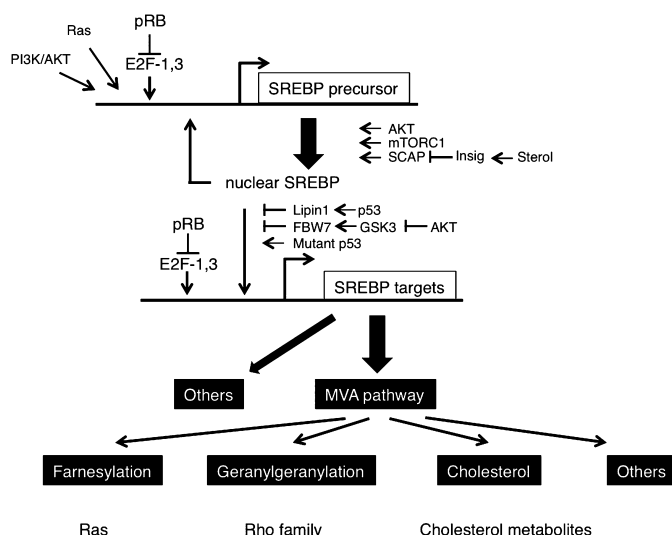 pRB
Ras
PI3K/AKT
E2F-1,3
SREBP precursor
AKT
mTORC1
SCAP Insig Sterol
nuclear SREBP
Lipin1 p53
FBW7 GSK3 AKT
Mutant p53
pRB
E2F-1,3
SREBP targets
Others MVA pathway
Farnesylation Geranylgeranylation Cholesterol Others
Ras Rho family Cholesterol metabolites